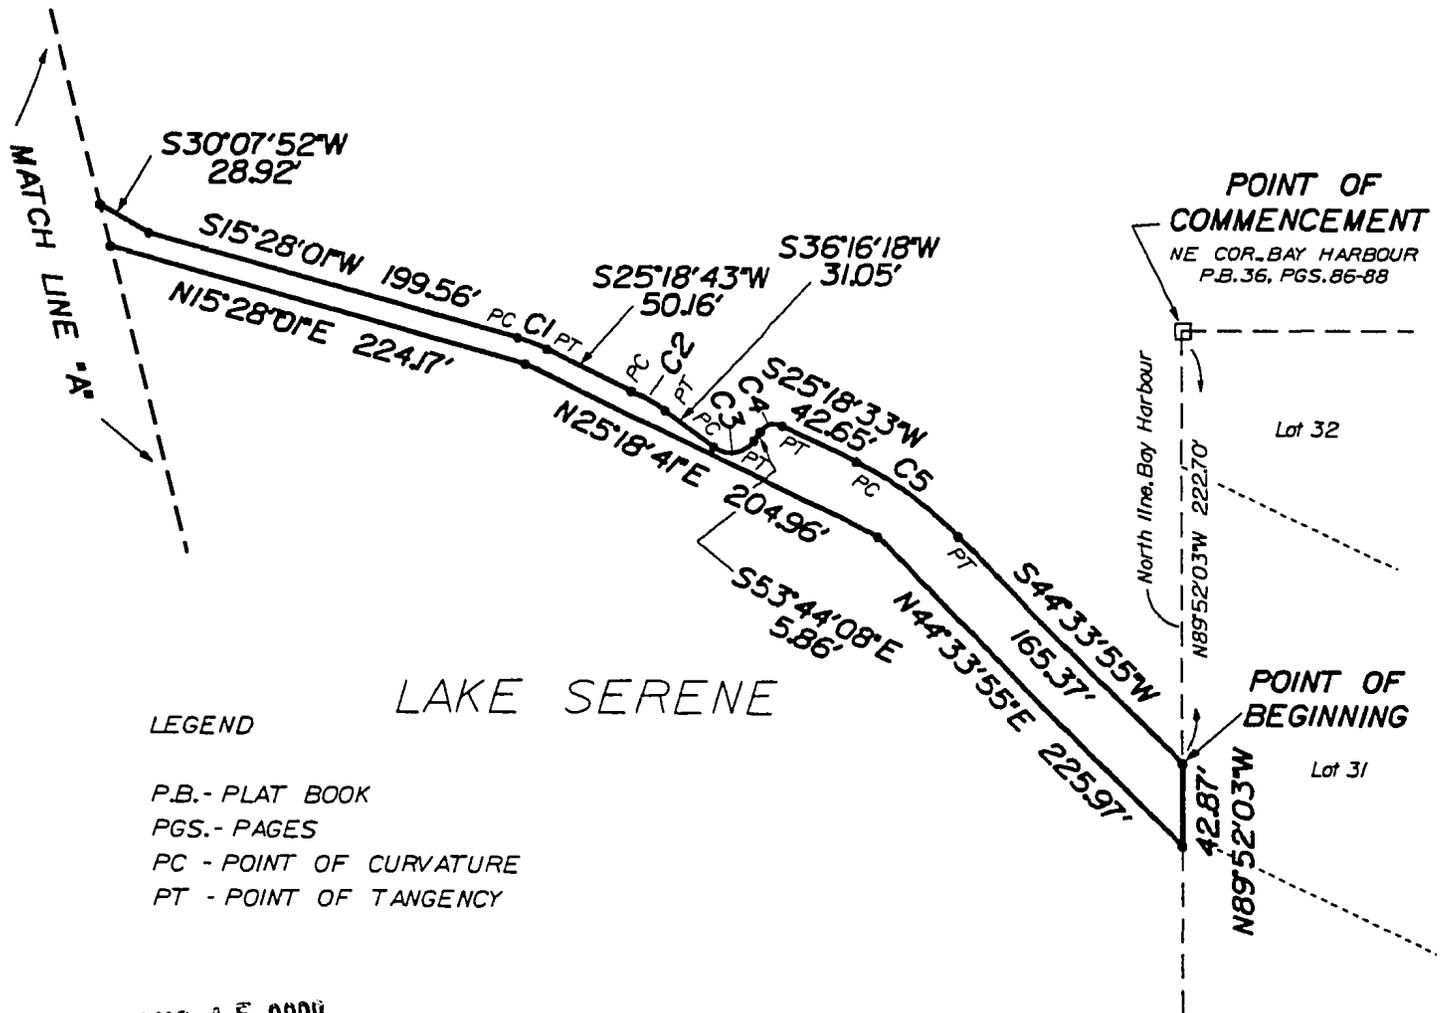 MATCH LINE "A"
S30°07'52"W
28.92'
S15°28'01"W 199.56'
N15°28'01"E 224.17'
PC C1 PT
S25°18'43"W
50.16'
PC C2 PT
S36°16'18"W
31.05'
PC C3 PT
C4 PT
S25°18'33"W
42.65'
PC C5 PT
N25°18'41"E 204.96'
S53°44'08"E
5.86'
S44°33'55"W
165.37'
N44°33'55"E 225.97'
POINT OF
COMMENCEMENT
NE COR. BAY HARBOUR
P.B.36, PGS.86-88
North line, Bay Harbour
N89°52'03"W 222.70'
Lot 32
POINT OF
BEGINNING
Lot 31
42.87'
N89°52'03"W
LAKE SERENE
LEGEND
P.B.- PLAT BOOK
PGS.- PAGES
PC - POINT OF CURVATURE
PT - POINT OF TANGENCY